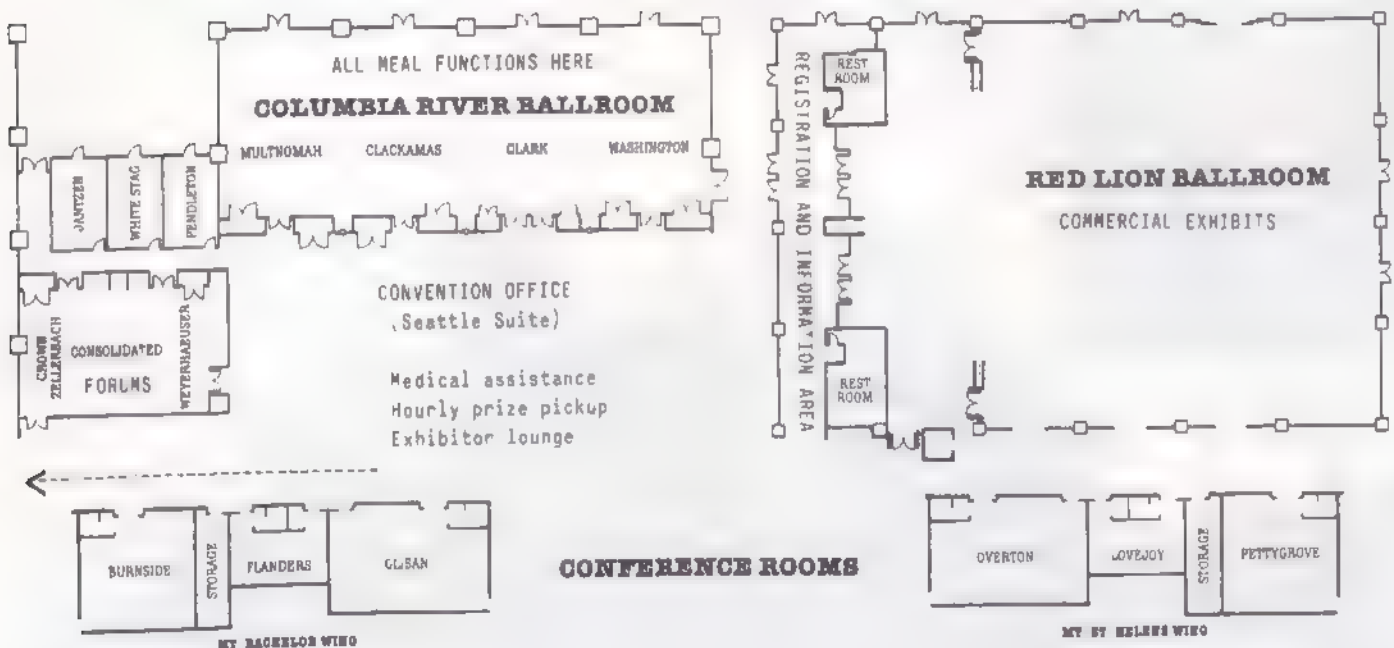 ALL MEAL FUNCTIONS HERE
COLUMBIA RIVER BALLROOM
MULTNOMAH CLACKAMAS CLARK WASHINGTON
JANTZEN
WHITE STAG
PENDLETON
CROWN
ZELLERBACH
CONSOLIDATED
FORUMS
WEYERHAEUSER
CONVENTION OFFICE
(Seattle Suite)
Medical assistance
Hourly prize pickup
Exhibitor lounge
REGISTRATION AND INFORMATION AREA
REST
ROOM
REST
ROOM
RED LION BALLROOM
COMMERCIAL EXHIBITS
BURNSIDE
STORAGE
FLANDERS
GLISAN
MT BACHELOR WING
CONFERENCE ROOMS
OVERTON
LOVEJOY
STORAGE
PETTYGROVE
MT ST HELENS WING